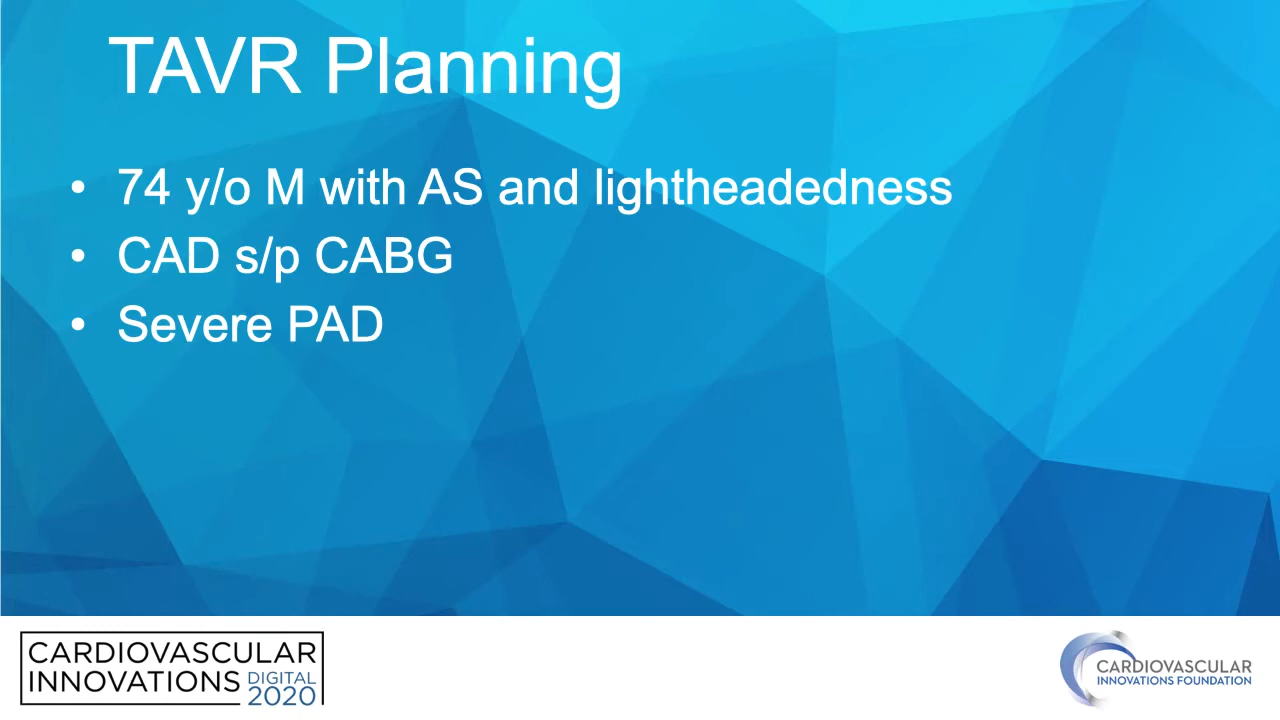 TAVR Planning
• 74 y/o M with AS and lightheadedness
• CAD s/p CABG
• Severe PAD
CARDIOVASCULAR
INNOVATIONS DIGITAL 2020
CARDIOVASCULAR
INNOVATIONS FOUNDATION